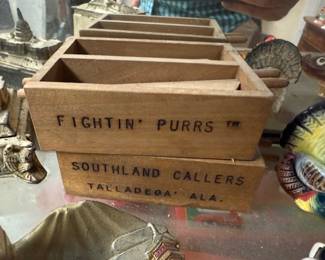 FIGHTIN' PURRS ™
SOUTHLAND CALLERS
TALLADEGA' ALA.